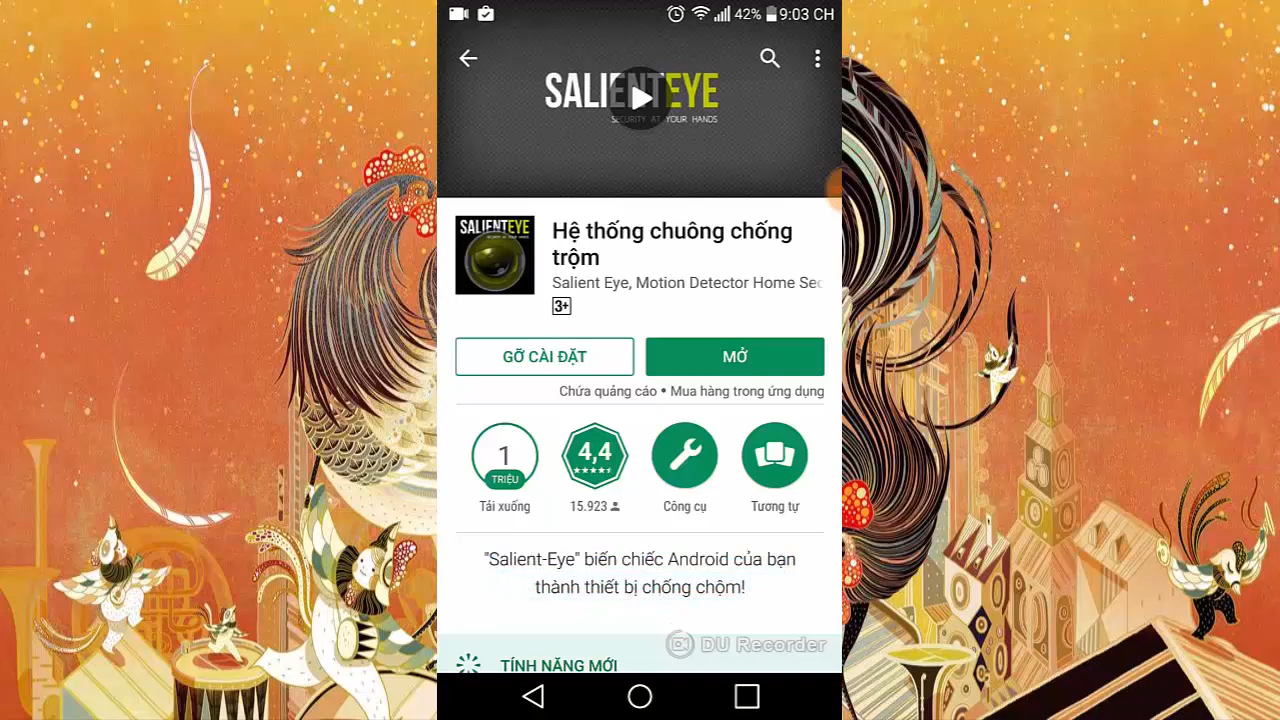 42% 9:03 CH
SALIENTEYE
SECURITY AT YOUR HANDS
SALIENTEYE
Hệ thống chuông chống
trộm
Salient Eye, Motion Detector Home Sec
3+
GỠ CÀI ĐẶT
MỞ
Chứa quảng cáo • Mua hàng trong ứng dụng
1
TRIỆU
4,4
Tải xuống
15.923
Công cụ
Tương tự
"Salient-Eye" biến chiếc Android của bạn
thành thiết bị chống chộm!
DU Recorder
TÍNH NĂNG MỚI